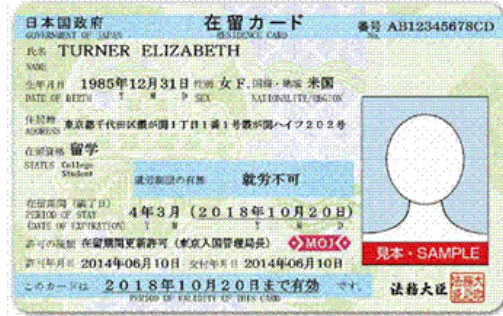 日本国政府 在留カード 番号 AB12345678CD
GOVERNMENT OF JAPAN RESIDENCE CARD No.
氏名 TURNER ELIZABETH
NAME
生年月日 1985年12月31日 性別 女 F. 国籍・地域 米国
DATE OF BIRTH Y M D SEX NATIONALITY/REGION
住居地 東京都千代田区霞が関1丁目1番1号霞が関ハイツ202号
ADDRESS
在留資格 留学
STATUS College
Student
就労制限の有無 就労不可
在留期間(満了日) 4年3月(2018年10月20日)
PERIOD OF STAY
(DATE OF EXPIRATION) Y M Y M D
許可の種類 在留期間更新許可(東京入国管理局長) MOJ
見本・SAMPLE
許可年月日 2014年06月10日 交付年月日 2014年06月10日
このカードは 2018年10月20日まで有効 です。
PERIOD OF VALIDITY OF THIS CARD
法務大臣